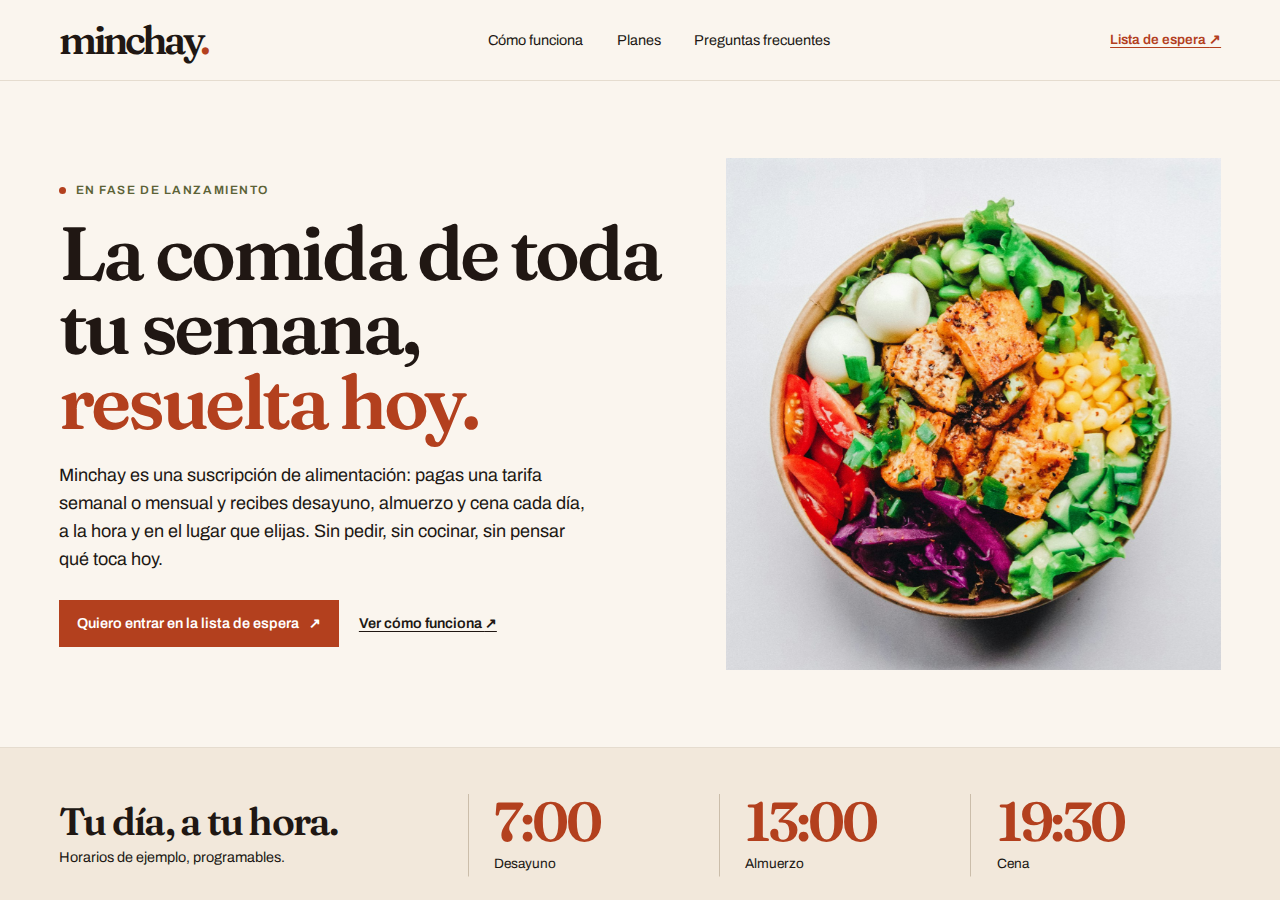 minchay.
Cómo funciona
Planes
Preguntas frecuentes
Lista de espera ↗
EN FASE DE LANZAMIENTO
La comida de toda
tu semana,
resuelta hoy.
Minchay es una suscripción de alimentación: pagas una tarifa
semanal o mensual y recibes desayuno, almuerzo y cena cada día,
a la hora y en el lugar que elijas. Sin pedir, sin cocinar, sin pensar
qué toca hoy.
Quiero entrar en la lista de espera ↗
Ver cómo funciona ↗
Tu día, a tu hora.
Horarios de ejemplo, programables.
7:00
Desayuno
13:00
Almuerzo
19:30
Cena